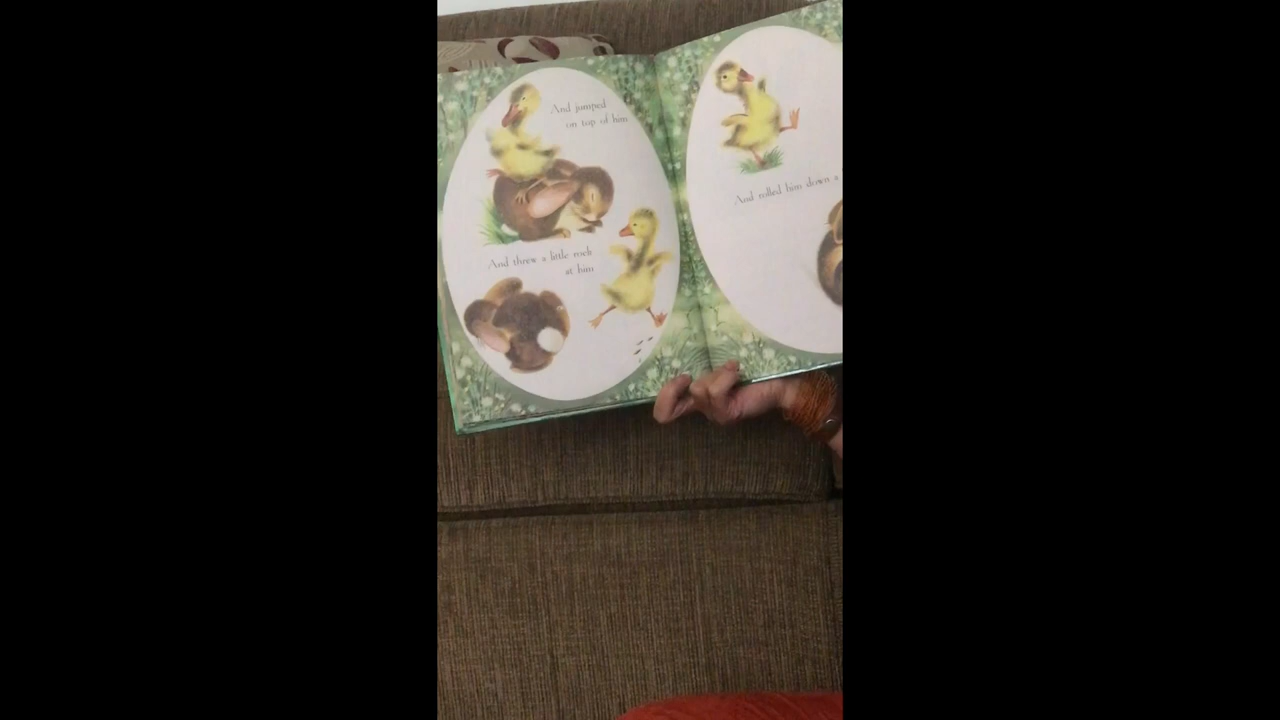 And jumped
on top of him
And threw a little rock
at him
And rolled him down a